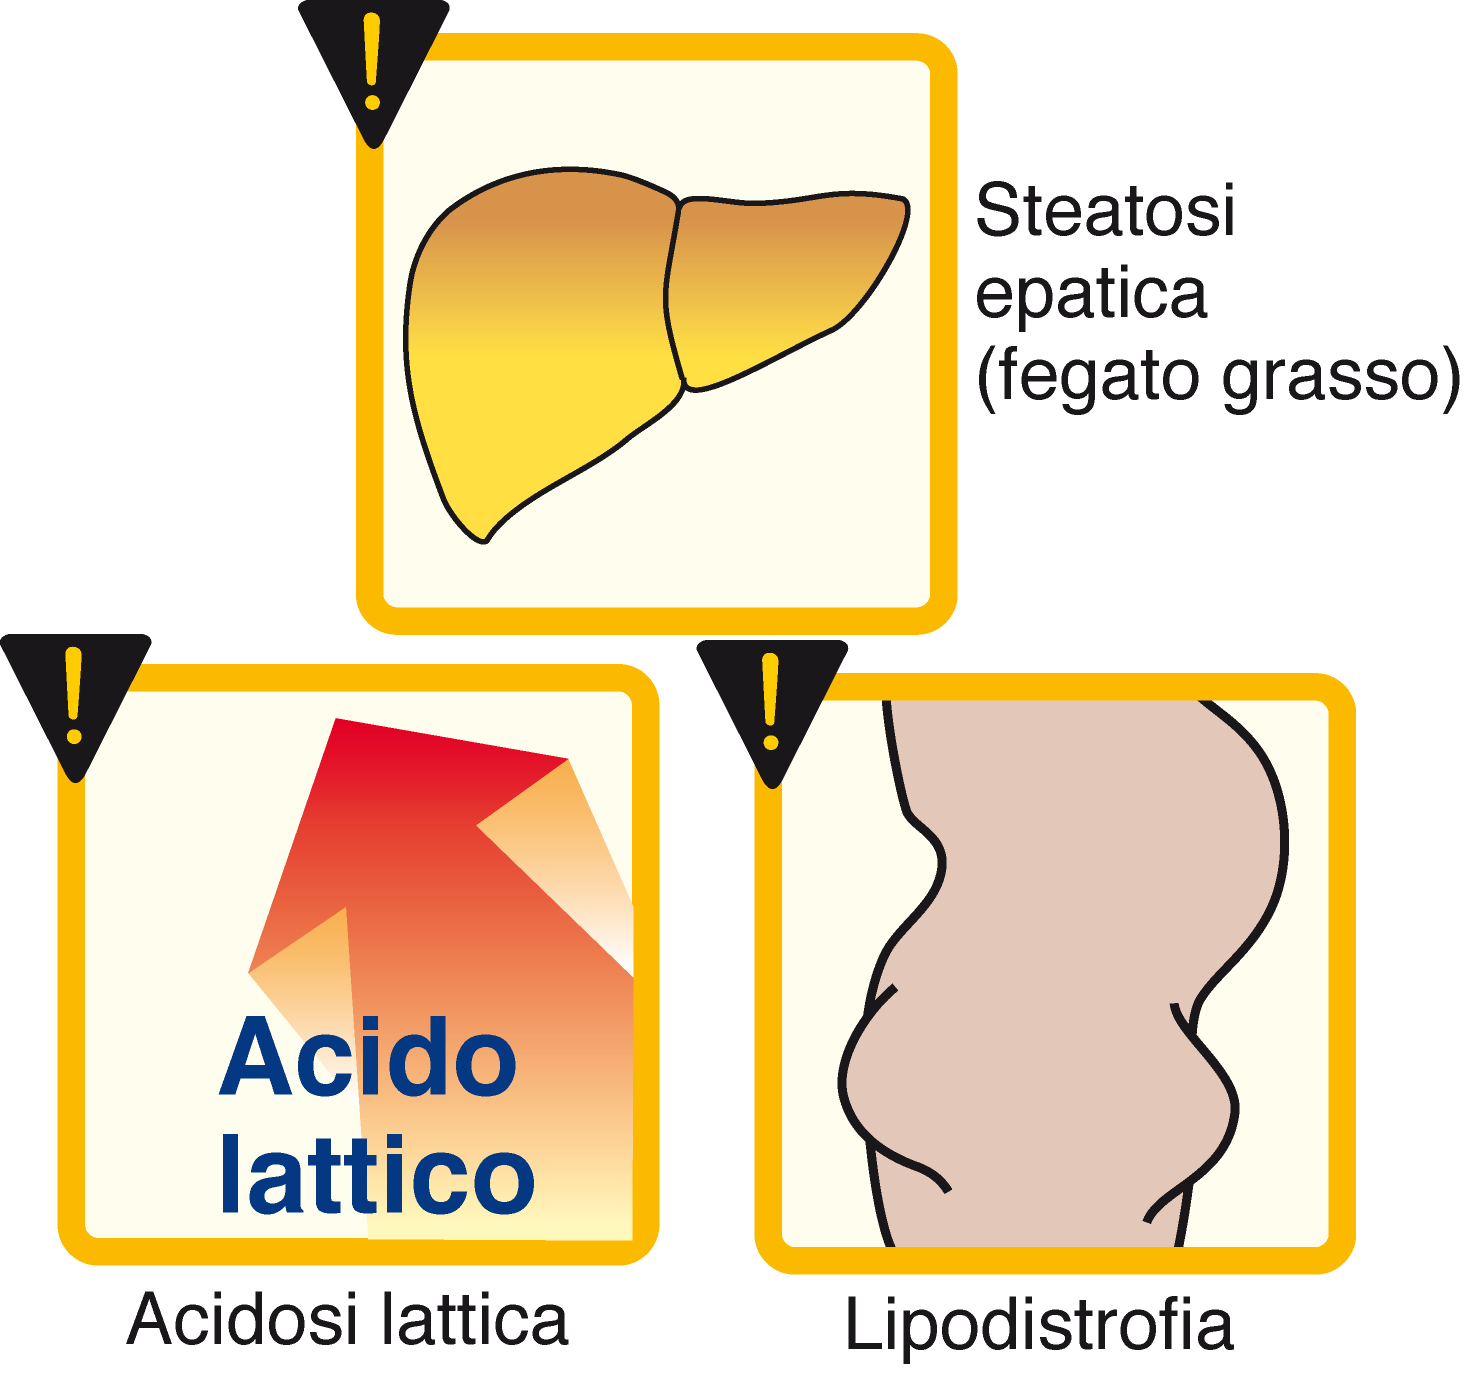 !
Steatosi
epatica
(fegato grasso)
!
Acido
lattico
Acidosi lattica
!
Lipodistrofia